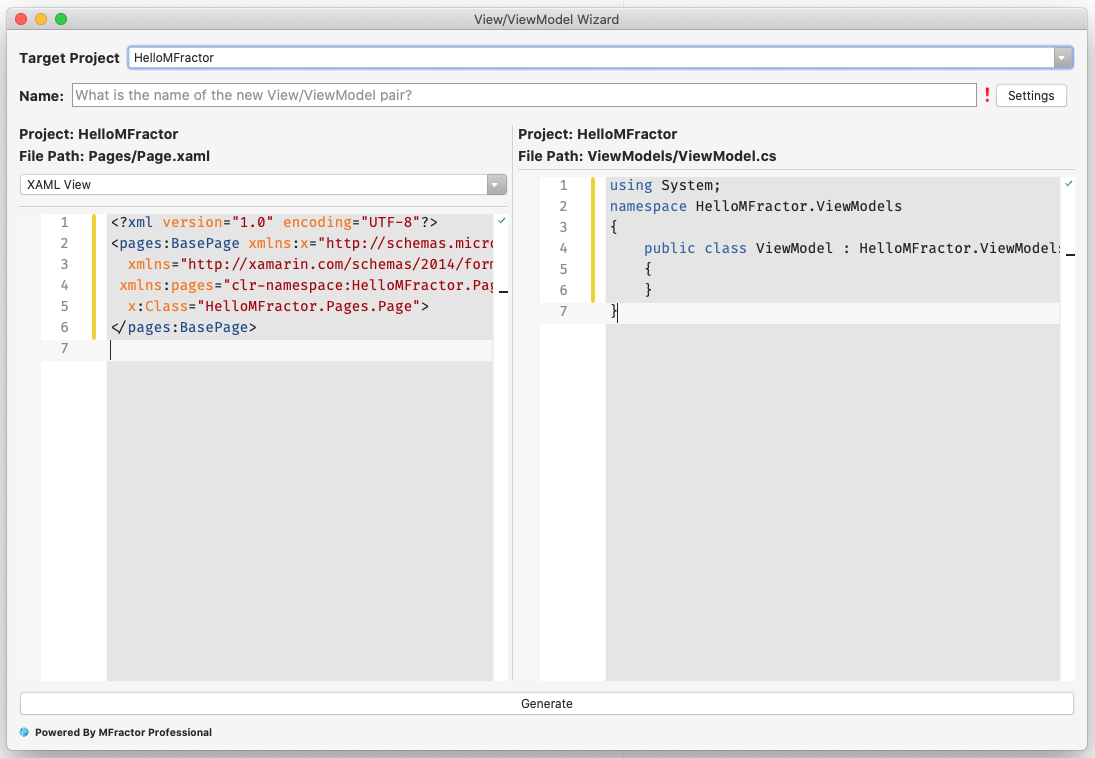 View/ViewModel Wizard
Target Project HelloMFractor
Name: What is the name of the new View/ViewModel pair? ! Settings
Project: HelloMFractor
File Path: Pages/Page.xaml
XAML View
1 <?xml version="1.0" encoding="UTF-8"?>
2 <pages:BasePage xmlns:x="http://schemas.micro
3 xmlns="http://xamarin.com/schemas/2014/for
4 xmlns:pages="clr-namespace:HelloMFractor.Pag
5 x:Class="HelloMFractor.Pages.Page">
6 </pages:BasePage>
7
Project: HelloMFractor
File Path: ViewModels/ViewModel.cs
1 using System;
2 namespace HelloMFractor.ViewModels
3 {
4 public class ViewModel : HelloMFractor.ViewModels
5 {
6 }
7 }
Generate
Powered By MFractor Professional